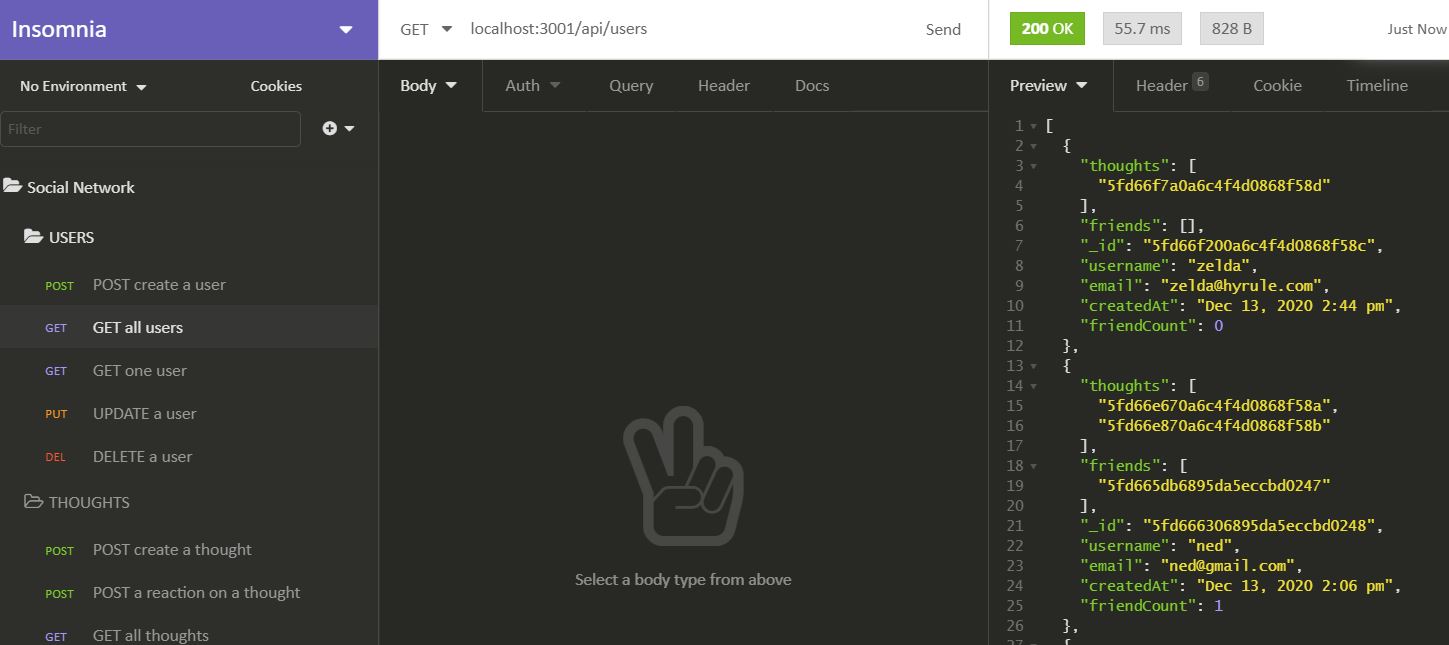 Insomnia
GET localhost:3001/api/users Send
200 OK 55.7 ms 828 B Just Now
No Environment Cookies
Filter
Social Network
USERS
POST POST create a user
GET GET all users
GET GET one user
PUT UPDATE a user
DEL DELETE a user
THOUGHTS
POST POST create a thought
POST POST a reaction on a thought
GET GET all thoughts
Body Auth Query Header Docs
Select a body type from above
Preview Header 6 Cookie Timeline
1 [
2 {
3 "thoughts": [
4 "5fd66f7a0a6c4f4d0868f58d"
5 ],
6 "friends": [],
7 "_id": "5fd66f200a6c4f4d0868f58c",
8 "username": "zelda",
9 "email": "zelda@hyrule.com",
10 "createdAt": "Dec 13, 2020 2:44 pm",
11 "friendCount": 0
12 },
13 {
14 "thoughts": [
15 "5fd66e670a6c4f4d0868f58a",
16 "5fd66e870a6c4f4d0868f58b"
17 ],
18 "friends": [
19 "5fd665db6895da5eccbd0247"
20 ],
21 "_id": "5fd666306895da5eccbd0248",
22 "username": "ned",
23 "email": "ned@gmail.com",
24 "createdAt": "Dec 13, 2020 2:06 pm",
25 "friendCount": 1
26 },
27 {